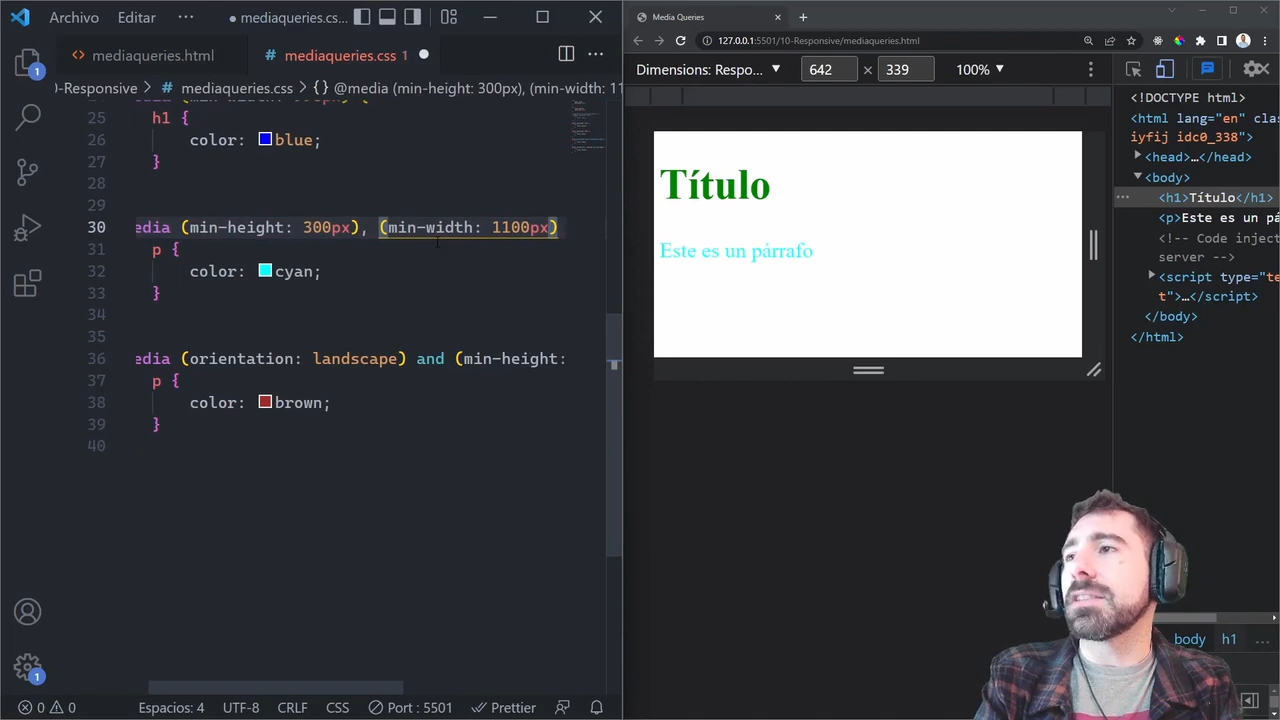 Archivo Editar ··· ● mediaqueries.cs...
<> mediaqueries.html # mediaqueries.css 1 ●
0-Responsive > # mediaqueries.css > {} @media (min-height: 300px), (min-width: 11
25 h1 {
26 color: blue;
27 }
28
29
30 edia (min-height: 300px), (min-width: 1100px)
31 p {
32 color: cyan;
33 }
34
35
36 edia (orientation: landscape) and (min-height:
37 p {
38 color: brown;
39 }
40
1
1
0 0 Espacios: 4 UTF-8 CRLF CSS Port : 5501 Prettier
Media Queries
127.0.0.1:5501/10-Responsive/mediaqueries.html
Dimensions: Respo... ▼ 642 × 339 100% ▼
Título
Este es un párrafo
<!DOCTYPE html>
<html lang="en" clas
iyfij idc0_338">
<head>…</head>
<body>
··· <h1>Título</h1>
<p>Este es un pá
<!-- Code inject
server -->
<script type="te
t">…</script>
</body>
</html>
body h1 ...